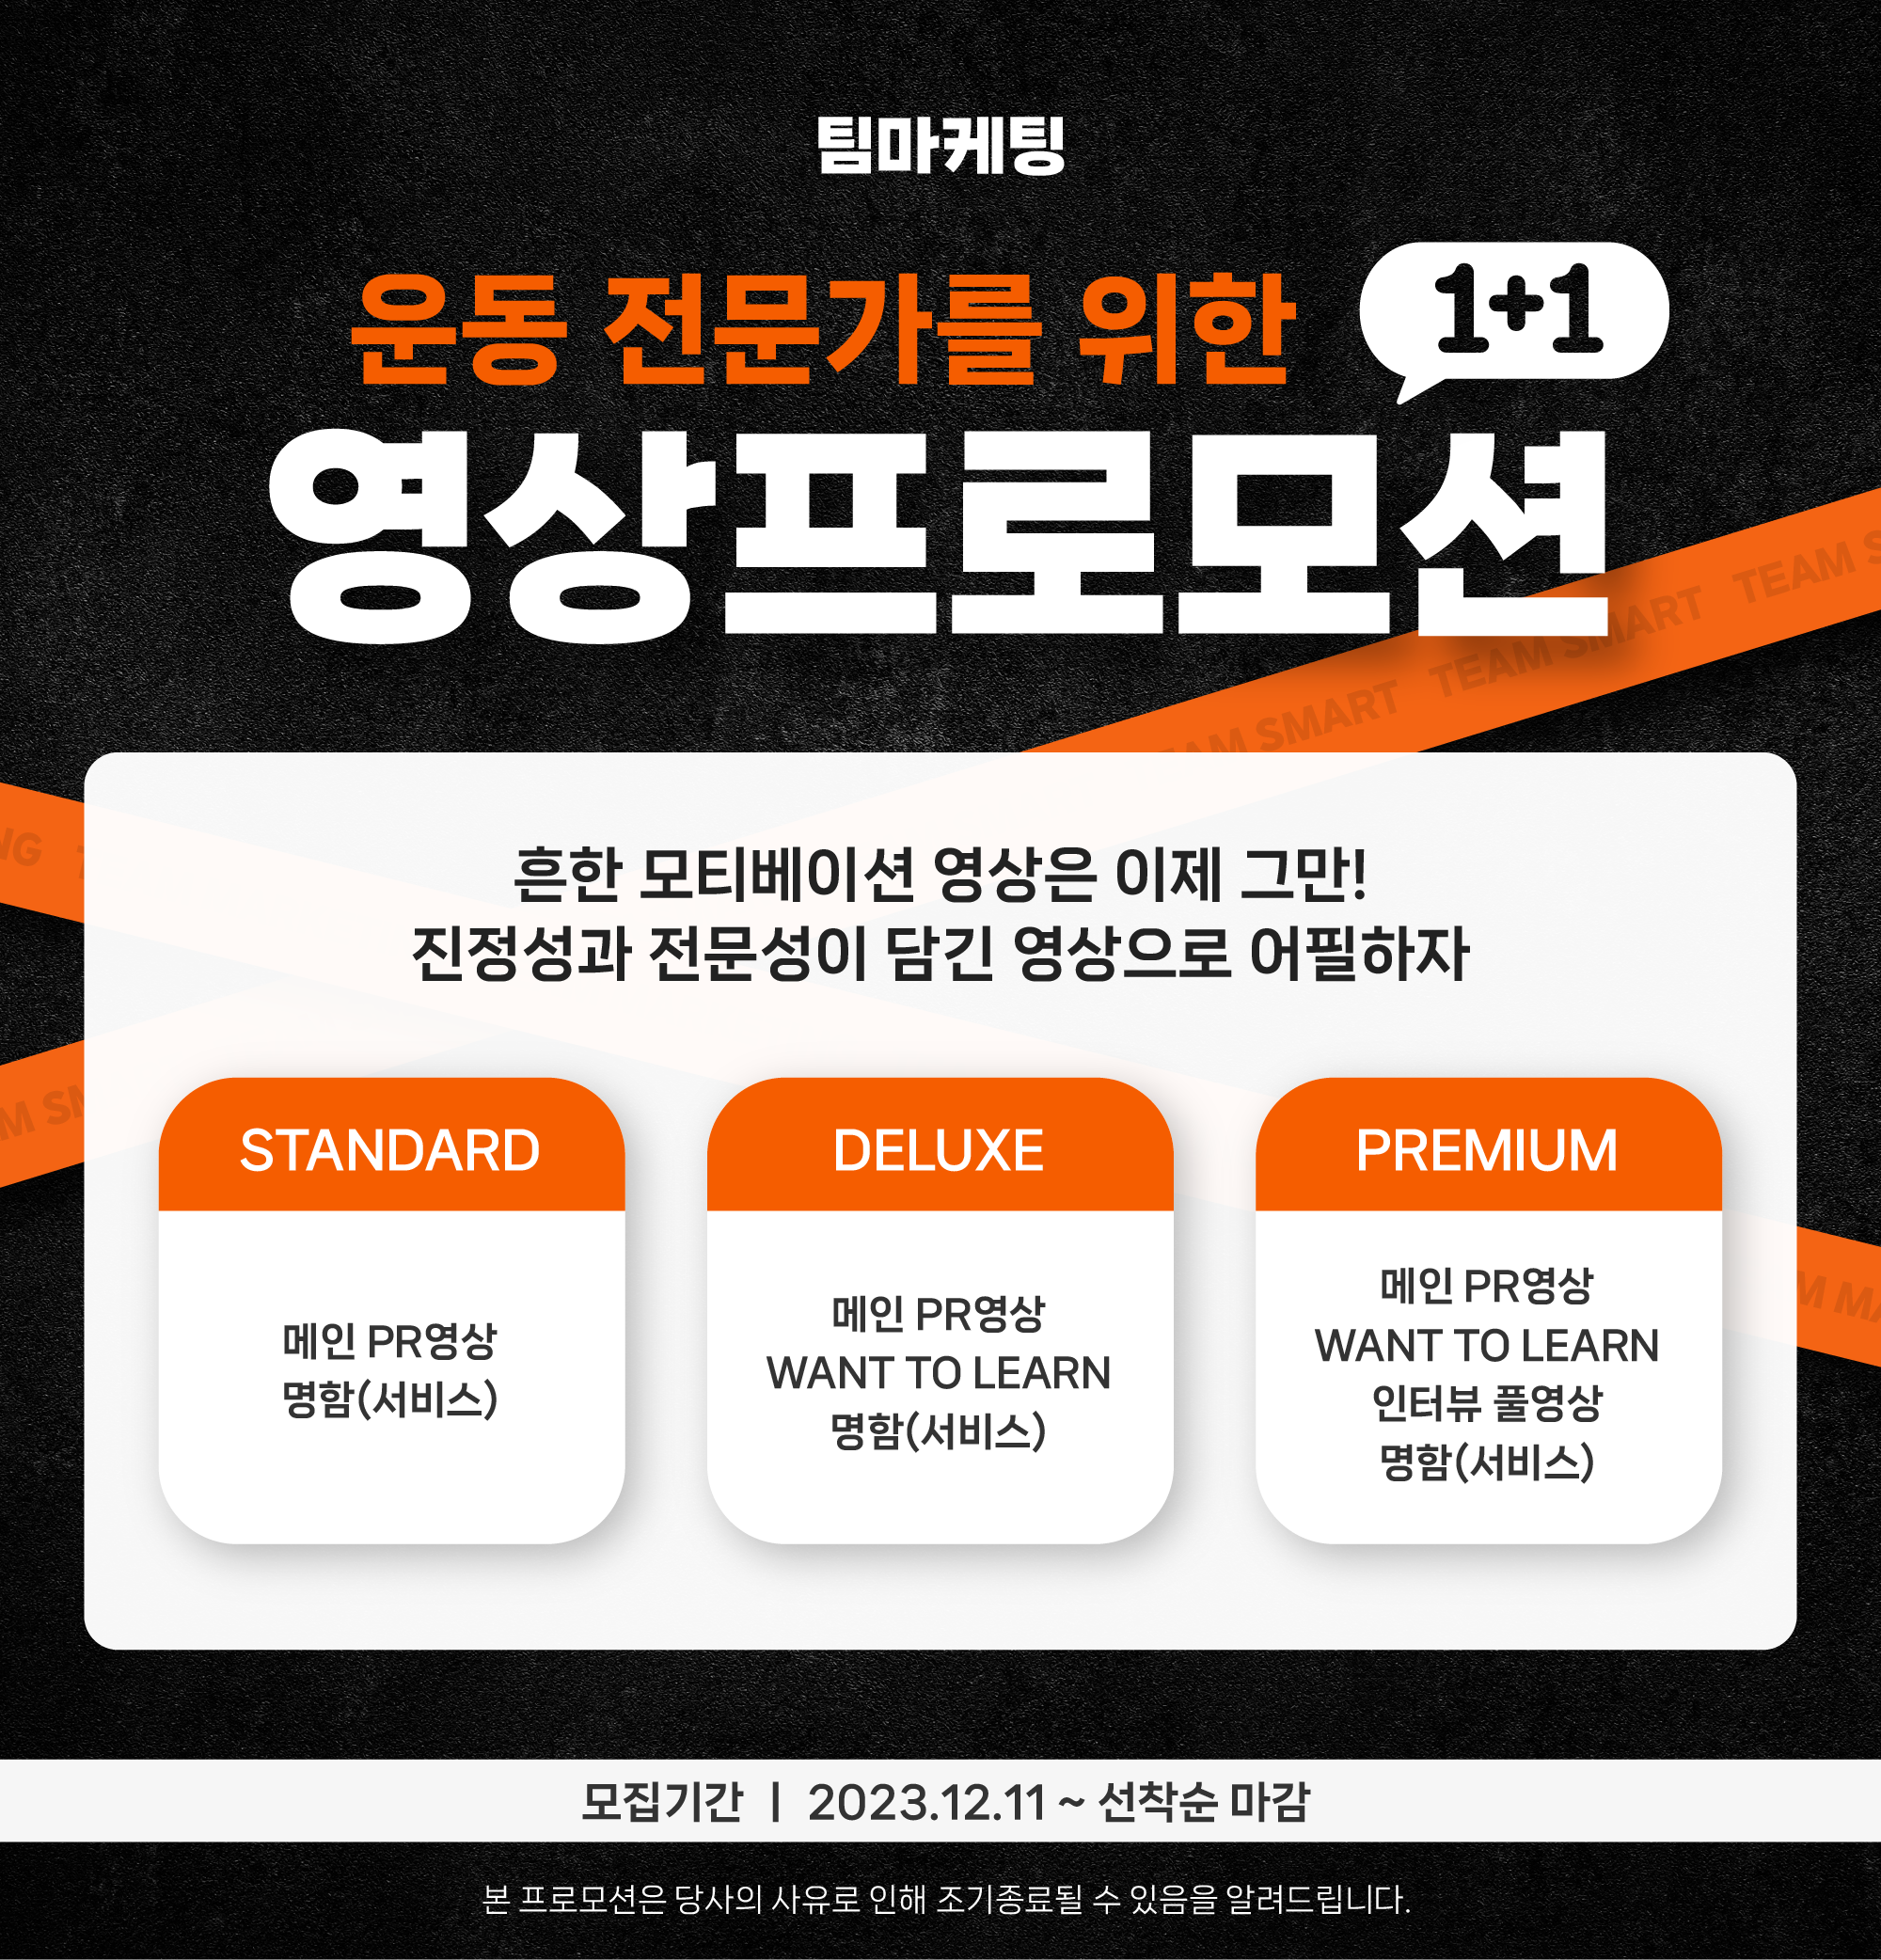 팀마케팅
운동 전문가를 위한
1+1
영상프로모션
TEAM SMART TEAM SMART TEAM S
NG
흔한 모티베이션 영상은 이제 그만!
진정성과 전문성이 담긴 영상으로 어필하자
STANDARD
메인 PR영상
명함(서비스)
DELUXE
메인 PR영상
WANT TO LEARN
명함(서비스)
PREMIUM
메인 PR영상
WANT TO LEARN
인터뷰 풀영상
명함(서비스)
모집기간 | 2023.12.11 ~ 선착순 마감
본 프로모션은 당사의 사유로 인해 조기종료될 수 있음을 알려드립니다.